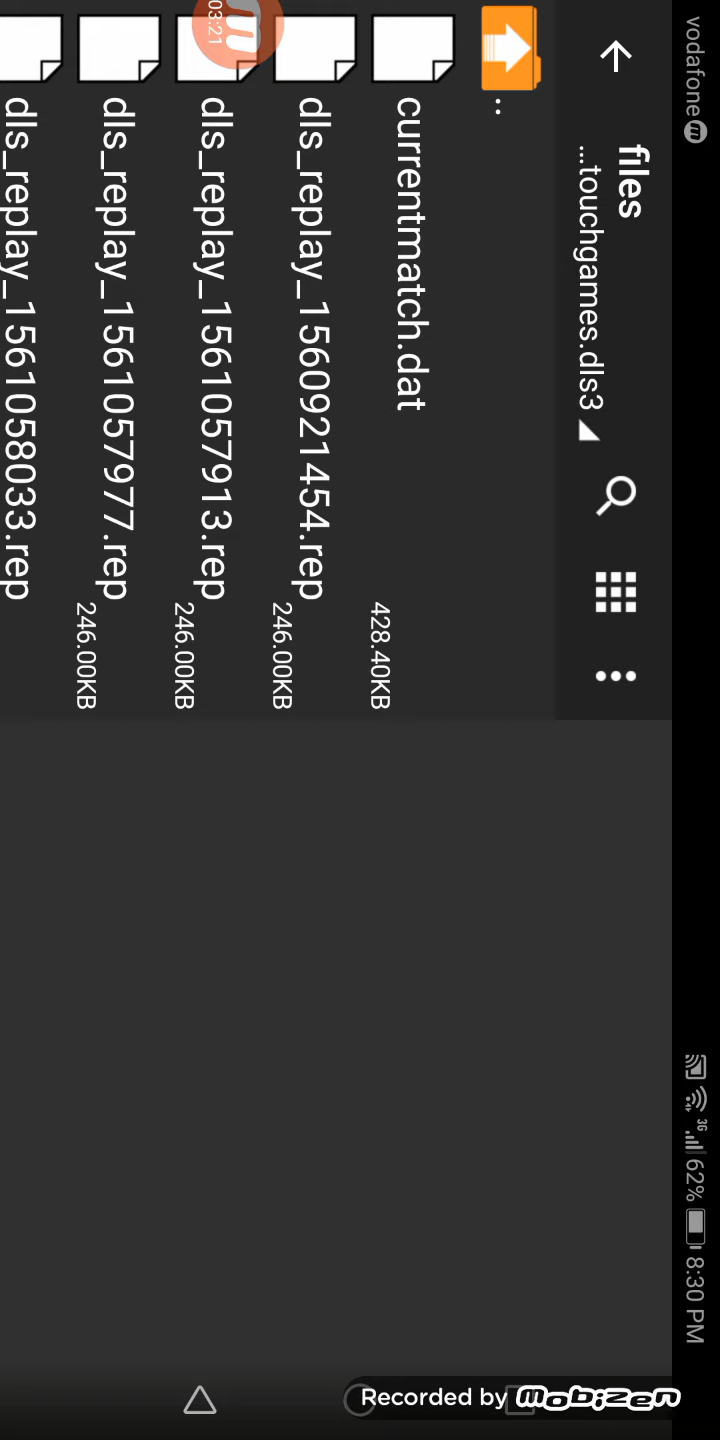 vodafone
3G 62% 8:30 PM
files
...touchgames.dls3
..
currentmatch.dat
428.40KB
dls_replay_1560921454.rep
246.00KB
dls_replay_1561057913.rep
246.00KB
dls_replay_1561057977.rep
246.00KB
dls_replay_1561058033.rep
03:21
Recorded by mobizen